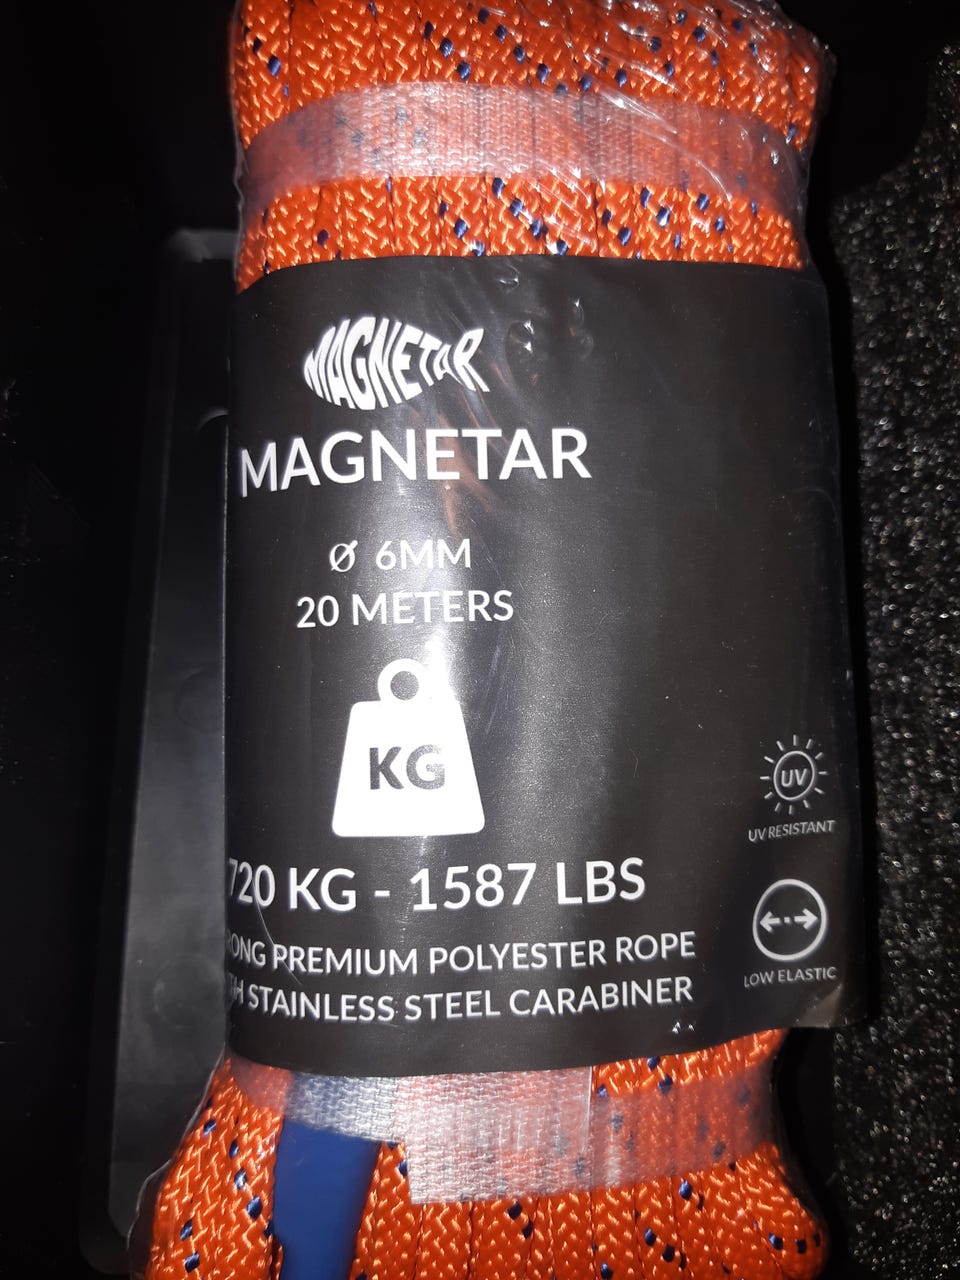 MAGNETAR
MAGNETAR
Ø 6MM
20 METERS
KG
720 KG - 1587 LBS
PREMIUM POLYESTER ROPE
STAINLESS STEEL CARABINER
UV
UV RESISTANT
LOW ELASTIC